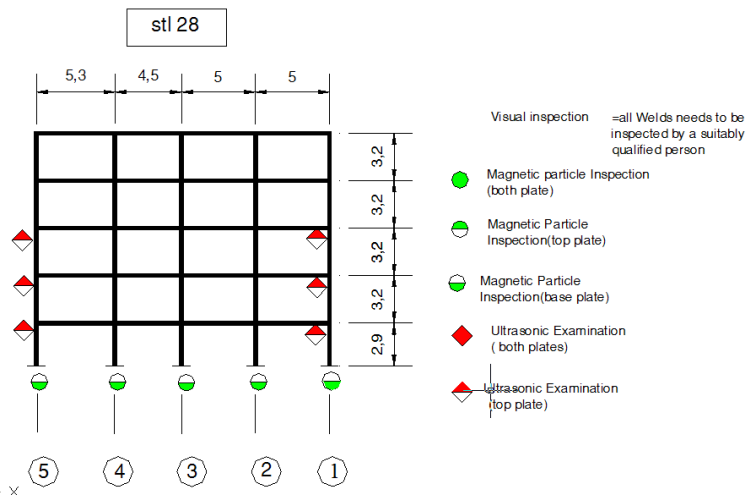 stl 28
5,3 4,5 5 5
Visual inspection =all Welds needs to be
inspected by a suitably
qualified person
3,2
3,2
3,2
3,2
2,9
Magnetic particle Inspection
(both plate)
Magnetic Particle
Inspection(top plate)
Magnetic Particle
Inspection(base plate)
Ultrasonic Examination
( both plates)
Ultrasonic Examination
(top plate)
5 4 3 2 1
X